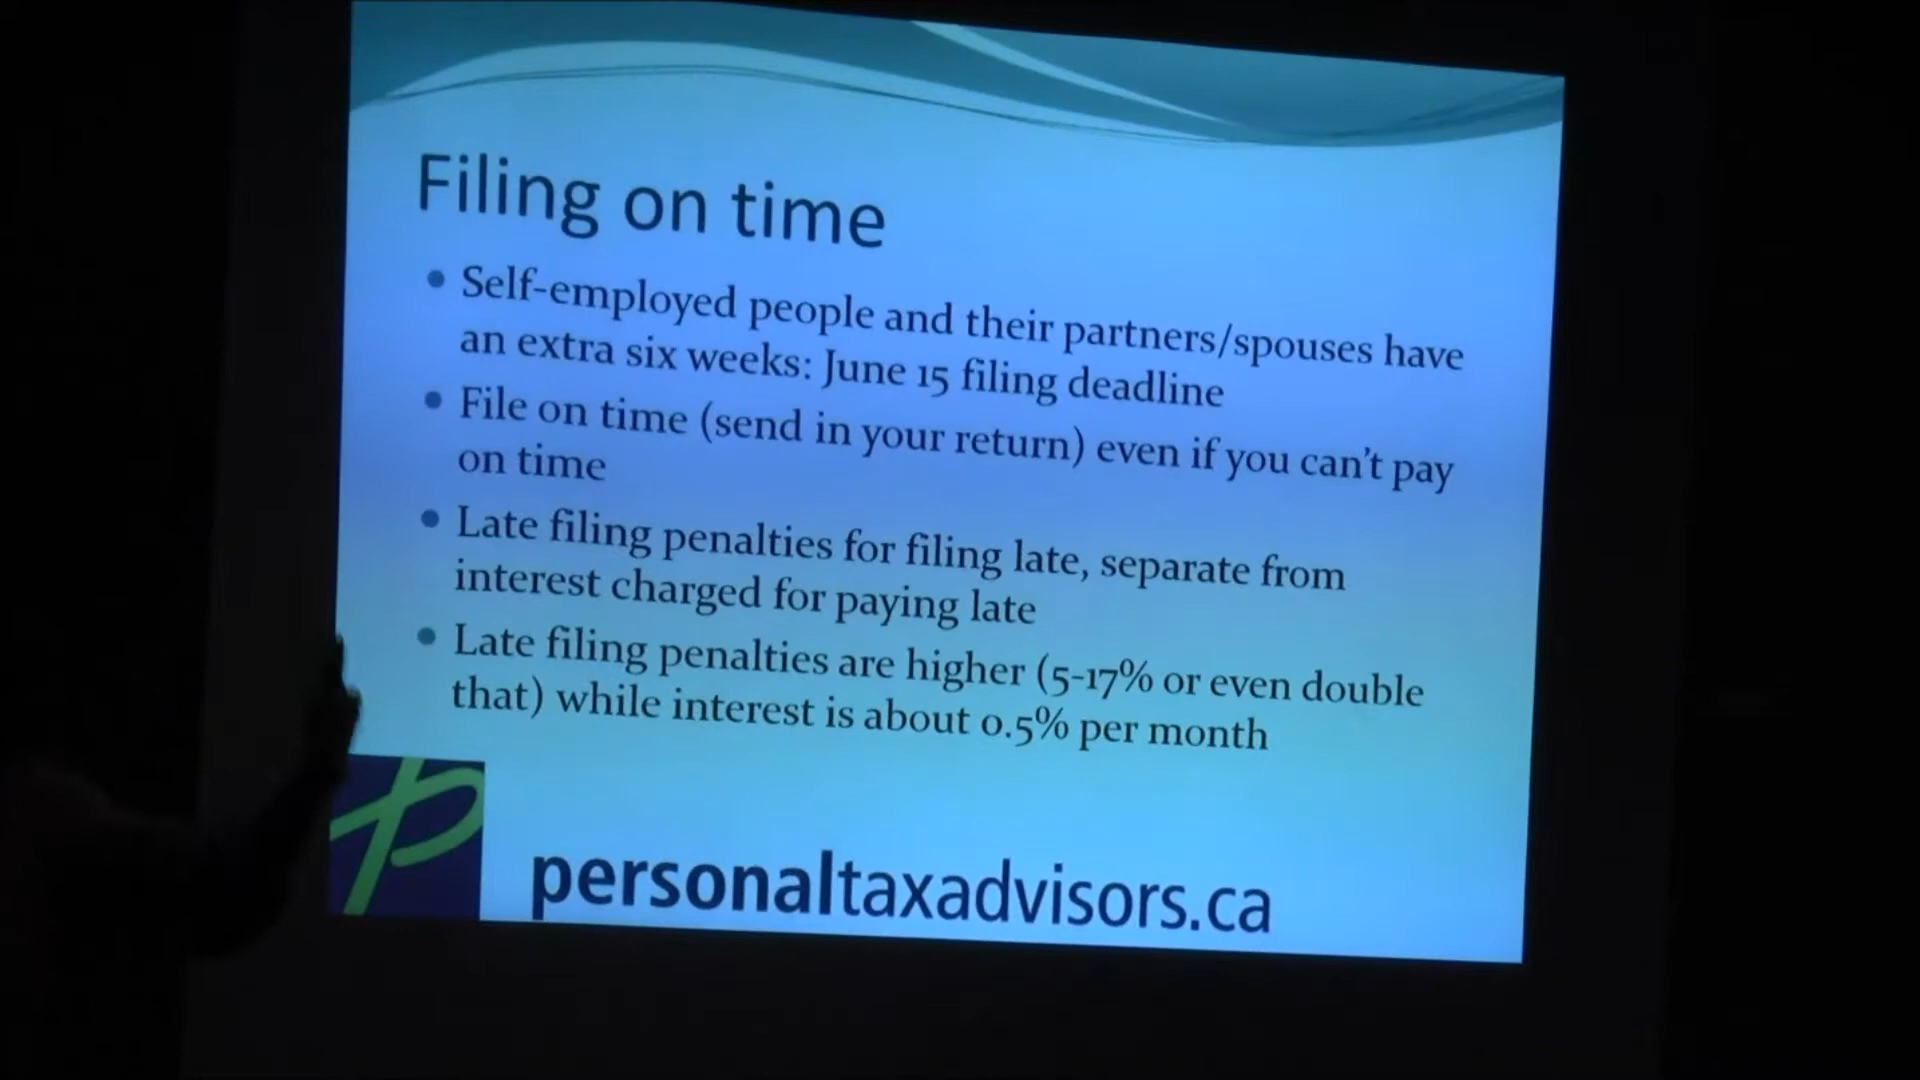 Filing on time
• Self-employed people and their partners/spouses have
an extra six weeks: June 15 filing deadline
• File on time (send in your return) even if you can't pay
on time
• Late filing penalties for filing late, separate from
interest charged for paying late
• Late filing penalties are higher (5-17% or even double
that) while interest is about 0.5% per month
personaltaxadvisors.ca